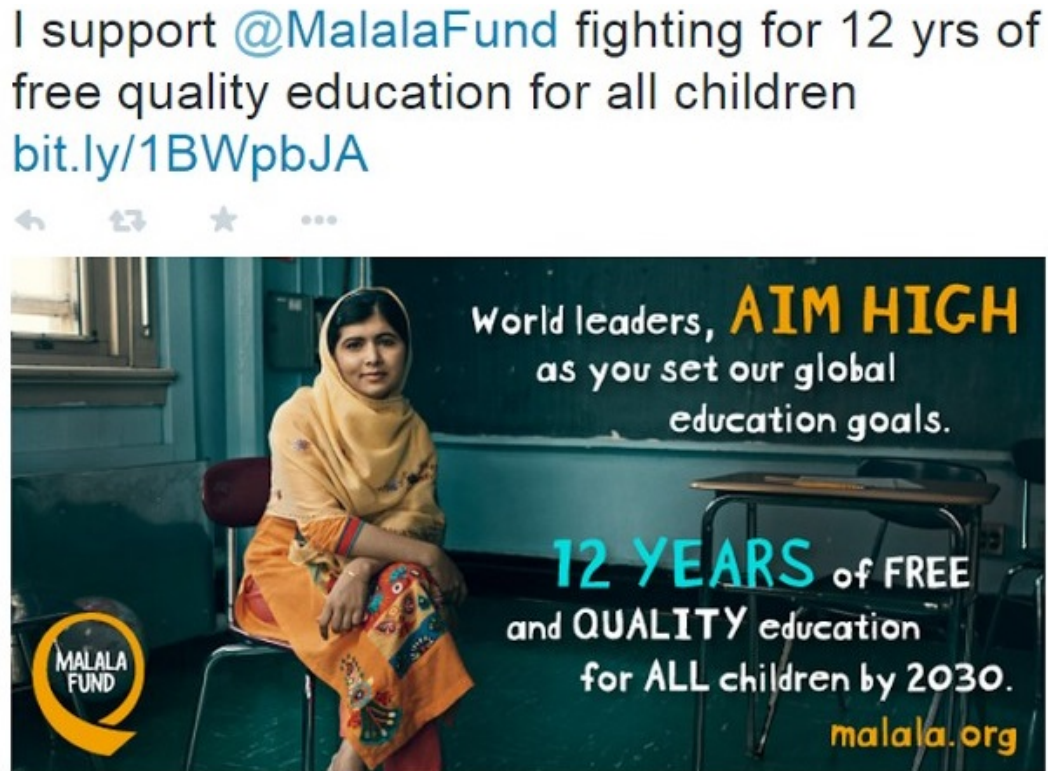 I support @MalalaFund fighting for 12 yrs of
free quality education for all children
bit.ly/1BWpbJA
World leaders, AIM HIGH
as you set our global
education goals.
12 YEARS of FREE
and QUALITY education
for ALL children by 2030.
malala.org
MALALA
FUND